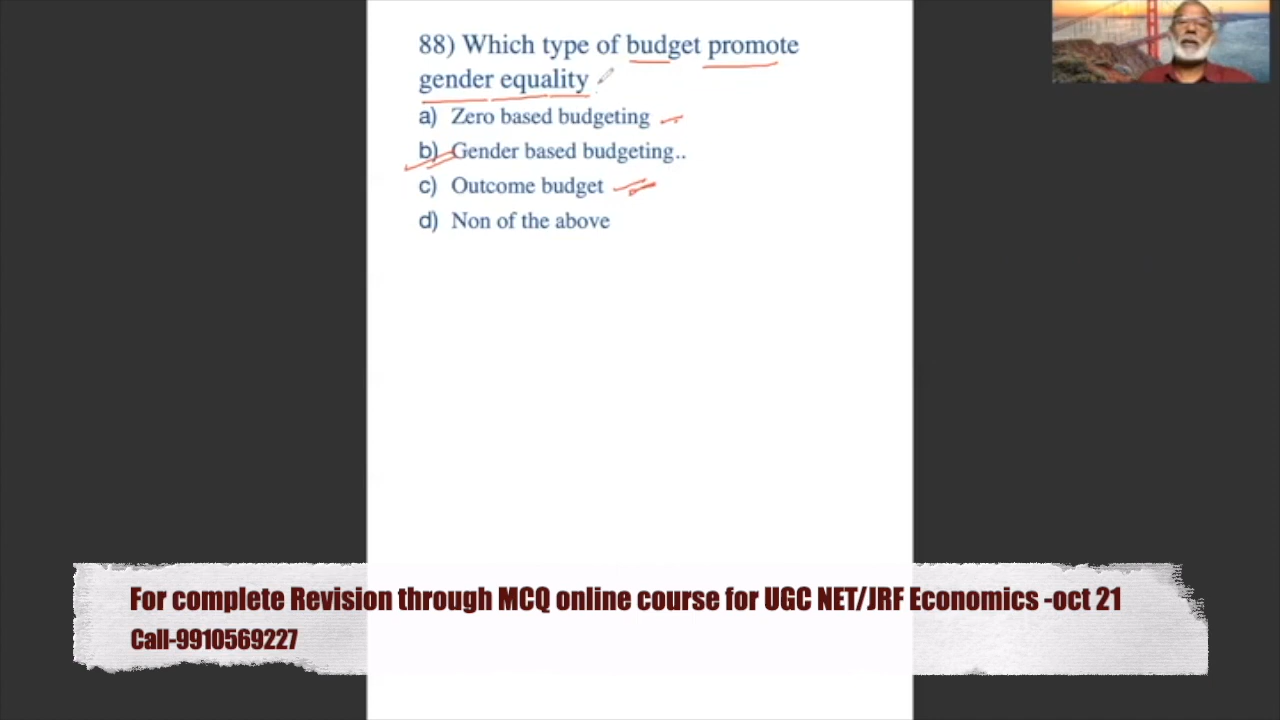 88) Which type of budget promote
gender equality
a) Zero based budgeting
b) Gender based budgeting..
c) Outcome budget
d) Non of the above
For complete Revision through MCQ online course for UGC NET/JRF Economics -oct 21
Call-9910569227